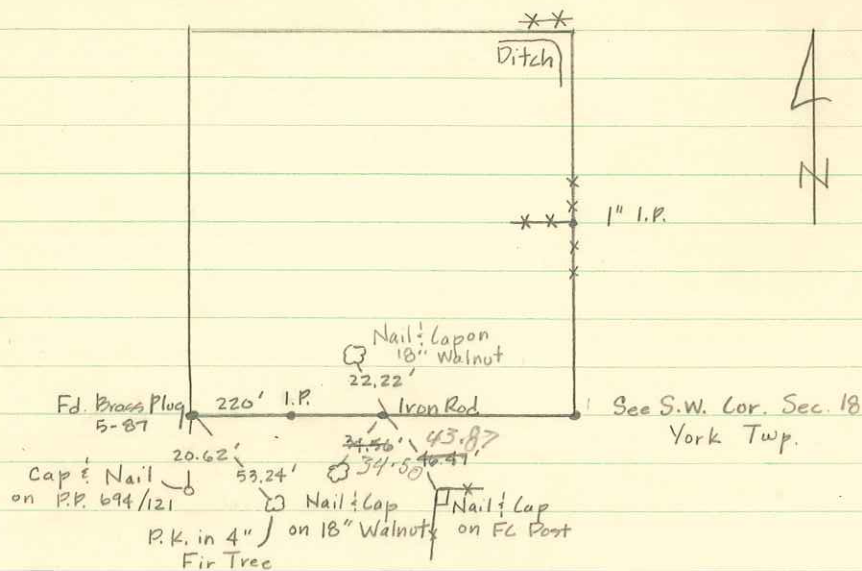 Ditch
N
1" I.P.
Nail & Cap on
18" Walnut
22.22'
Fd. Brass Plug
5-87
220'
I.P.
Iron Rod
See S.W. Cor. Sec. 18
York Twp.
20.62'
53.24'
34.56'
34.50
43.87
46.47'
Cap & Nail
on P.P. 694/121
P.K. in 4"
Fir Tree
Nail & Cap
on 18" Walnut
Nail & Cap
on FC Post